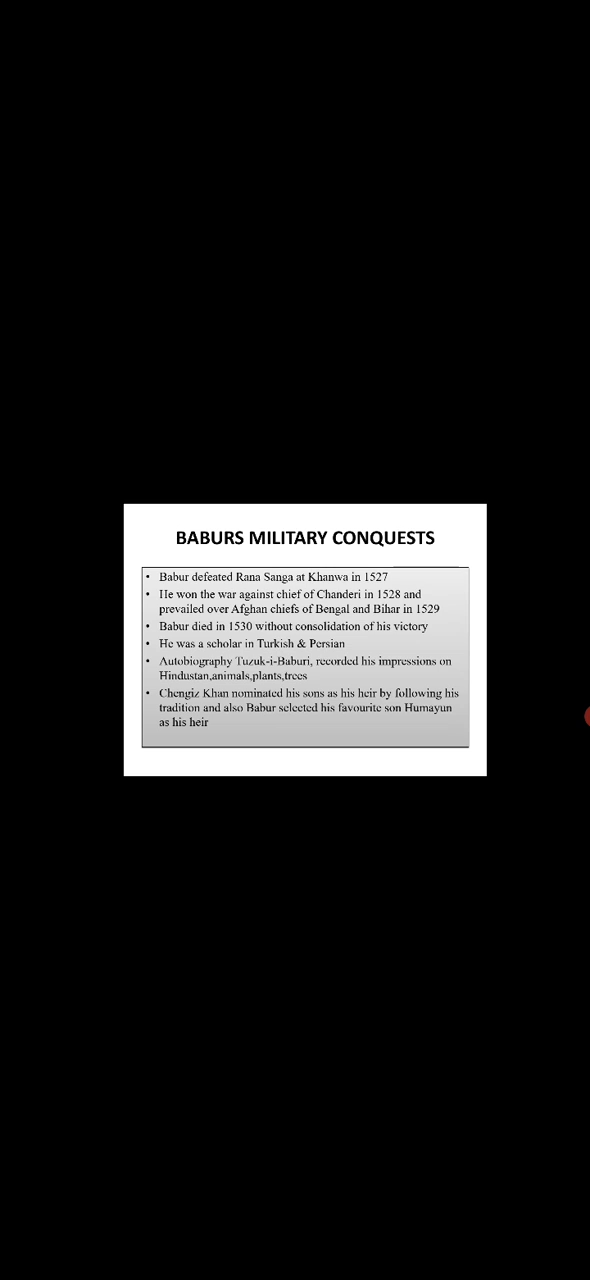 BABURS MILITARY CONQUESTS
• Babur defeated Rana Sanga at Khanwa in 1527
• He won the war against chief of Chanderi in 1528 and
prevailed over Afghan chiefs of Bengal and Bihar in 1529
• Babur died in 1530 without consolidation of his victory
• He was a scholar in Turkish & Persian
• Autobiography Tuzuk-i-Baburi, recorded his impressions on
Hindustan,animals,plants,trees
• Chengiz Khan nominated his sons as his heir by following his
tradition and also Babur selected his favourite son Humayun
as his heir